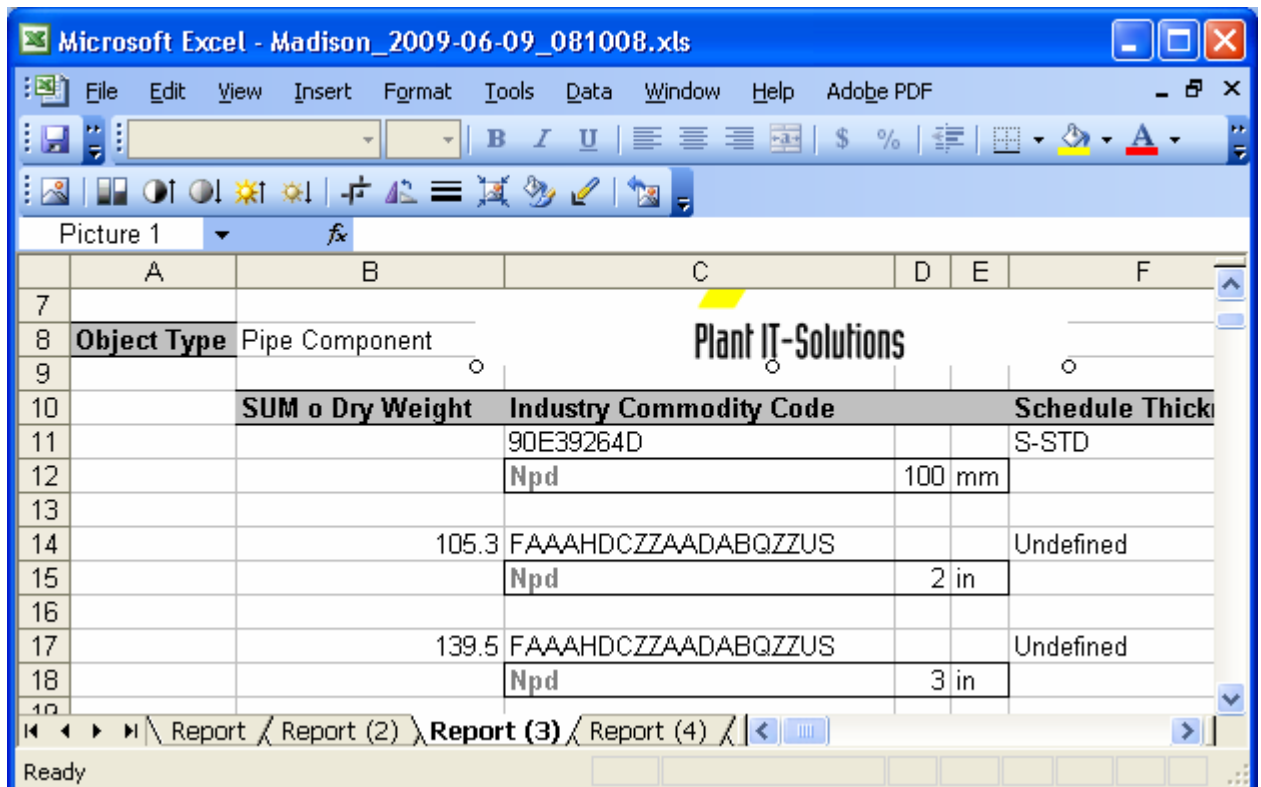 Microsoft Excel - Madison_2009-06-09_081008.xls
File Edit View Insert Format Tools Data Window Help Adobe PDF
B I U $ % A
Picture 1 fx
A B C D E F
7
8 Object Type Pipe Component Plant IT-Solutions
9
10 SUM o Dry Weight Industry Commodity Code Schedule
11 90E39264D S-STD
12 Npd 100 mm
13
14 105.3 FAAAHDCZZAADABQZZUS Undefined
15 Npd 2 in
16
17 139.5 FAAAHDCZZAADABQZZUS Undefined
18 Npd 3 in
Report Report (2) Report (3) Report (4)
Ready